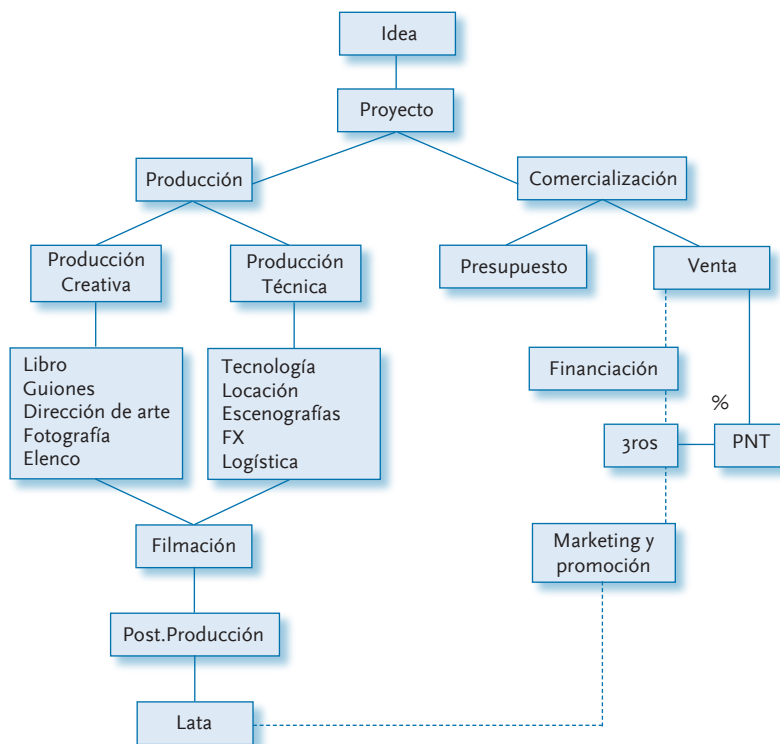 Idea
Proyecto
Producción
Comercialización
Producción
Creativa
Producción
Técnica
Presupuesto
Venta
Libro
Guiones
Dirección de arte
Fotografía
Elenco
Tecnología
Locación
Escenografías
FX
Logística
Financiación
%
3ros
PNT
Filmación
Marketing y
promoción
Post.Producción
Lata